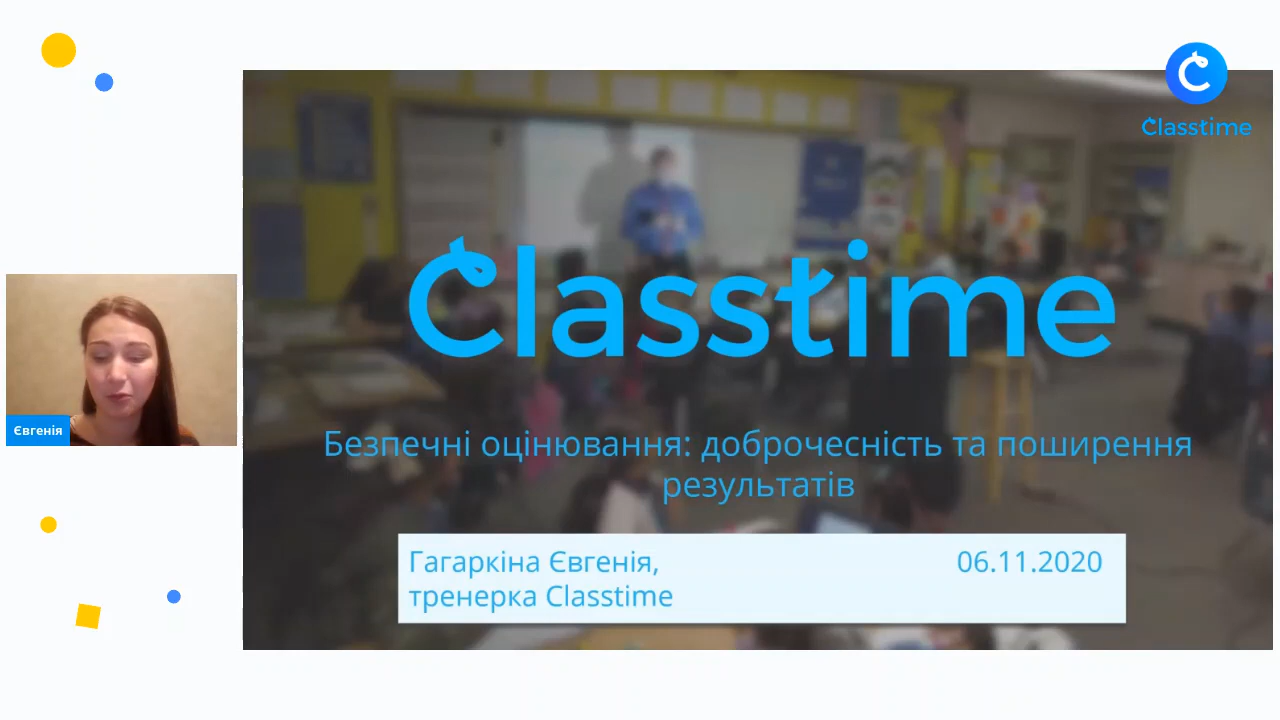 Classtime
Classtime
Безпечні оцінювання: доброчесність та поширення
результатів
Євгенія
Гагаркіна Євгенія,
06.11.2020
тренерка Classtime